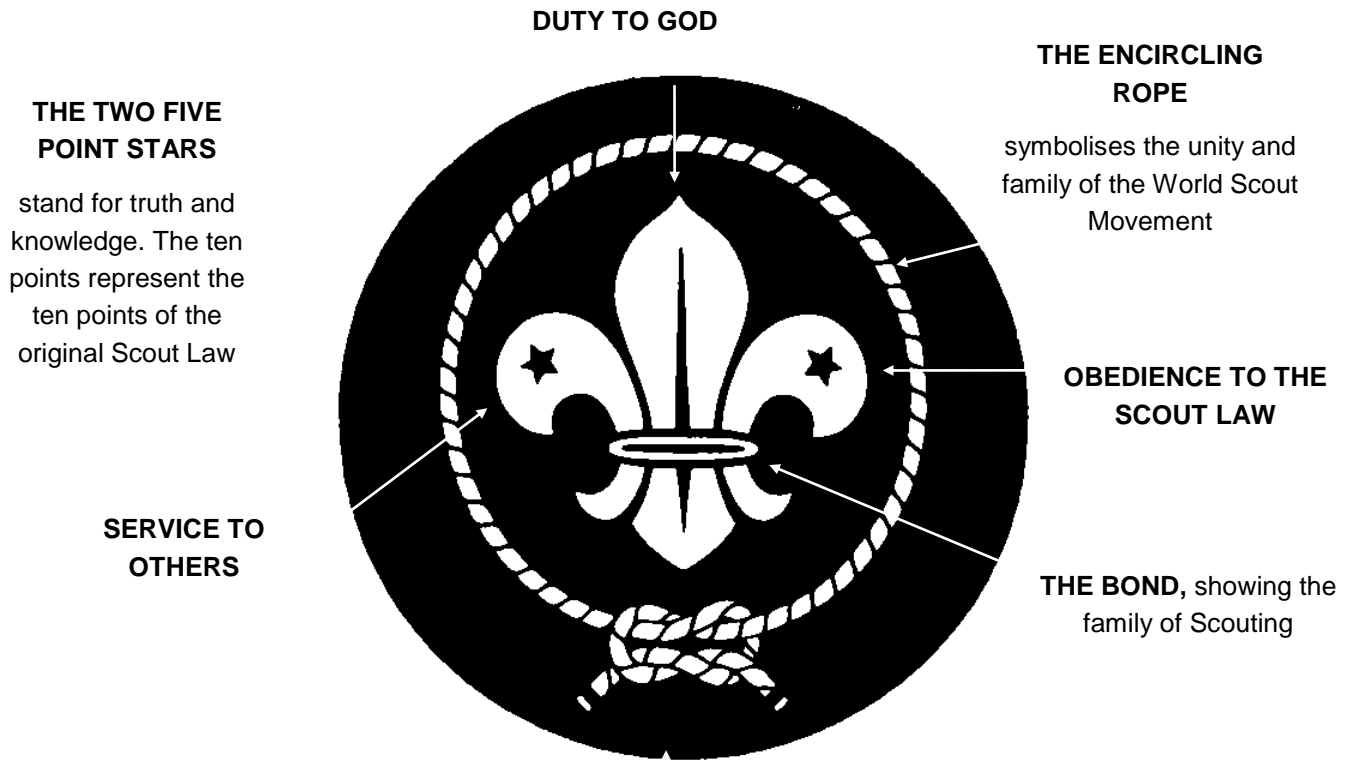 DUTY TO GOD
THE ENCIRCLING
ROPE
symbolises the unity and
family of the World Scout
Movement
THE TWO FIVE
POINT STARS
stand for truth and
knowledge. The ten
points represent the
ten points of the
original Scout Law
OBEDIENCE TO THE
SCOUT LAW
SERVICE TO
OTHERS
THE BOND, showing the
family of Scouting